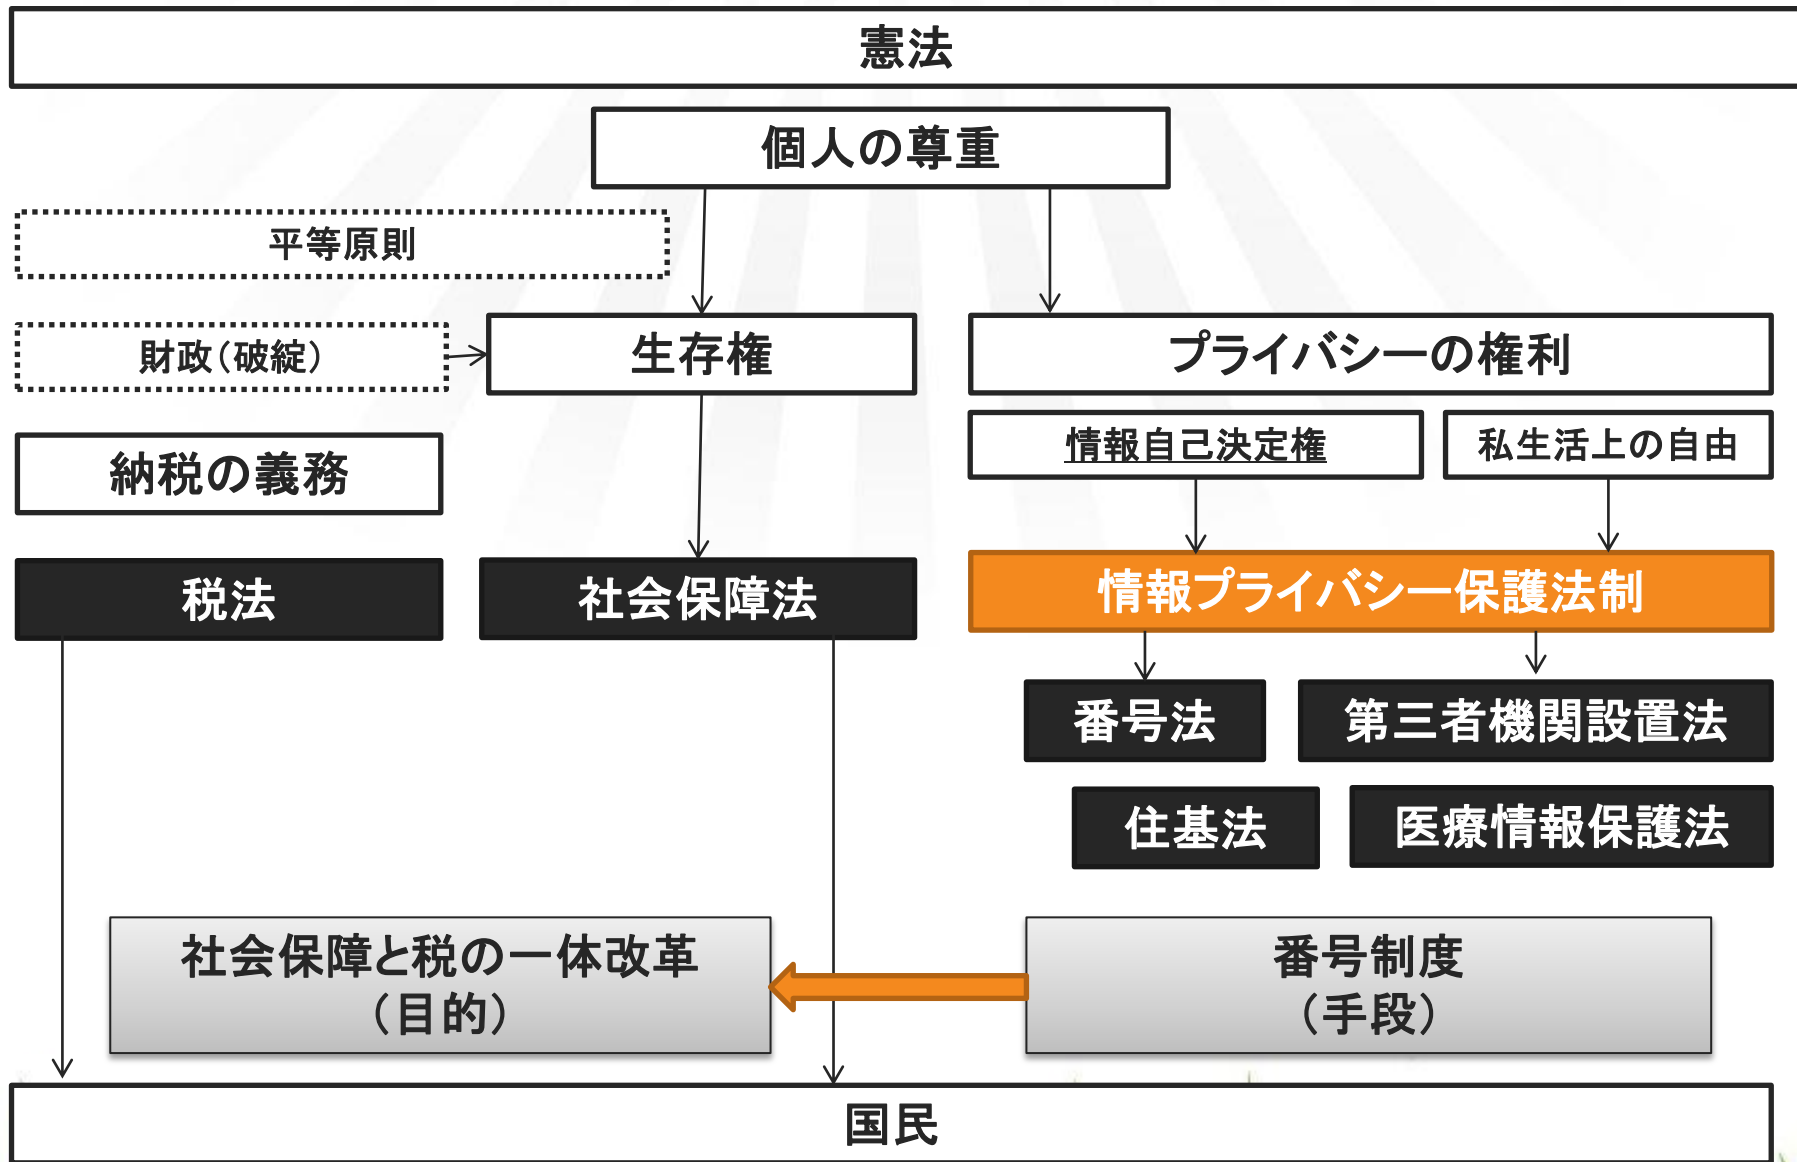 憲法
個人の尊重
平等原則
財政（破綻）
生存権
プライバシーの権利
納税の義務
情報自己決定権
私生活上の自由
税法
社会保障法
情報プライバシー保護法制
番号法
第三者機関設置法
住基法
医療情報保護法
社会保障と税の一体改革
（目的）
番号制度
（手段）
国民